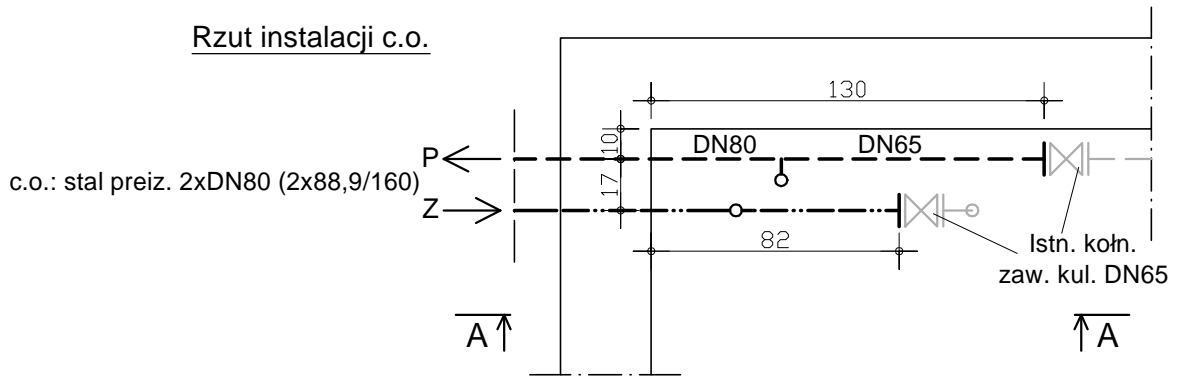 Rzut instalacji c.o.
130
10
DN80
DN65
P
c.o.: stal preiz. 2xDN80 (2x88,9/160)
17
Z
82
Istn. kołn.
zaw. kul. DN65
A
A